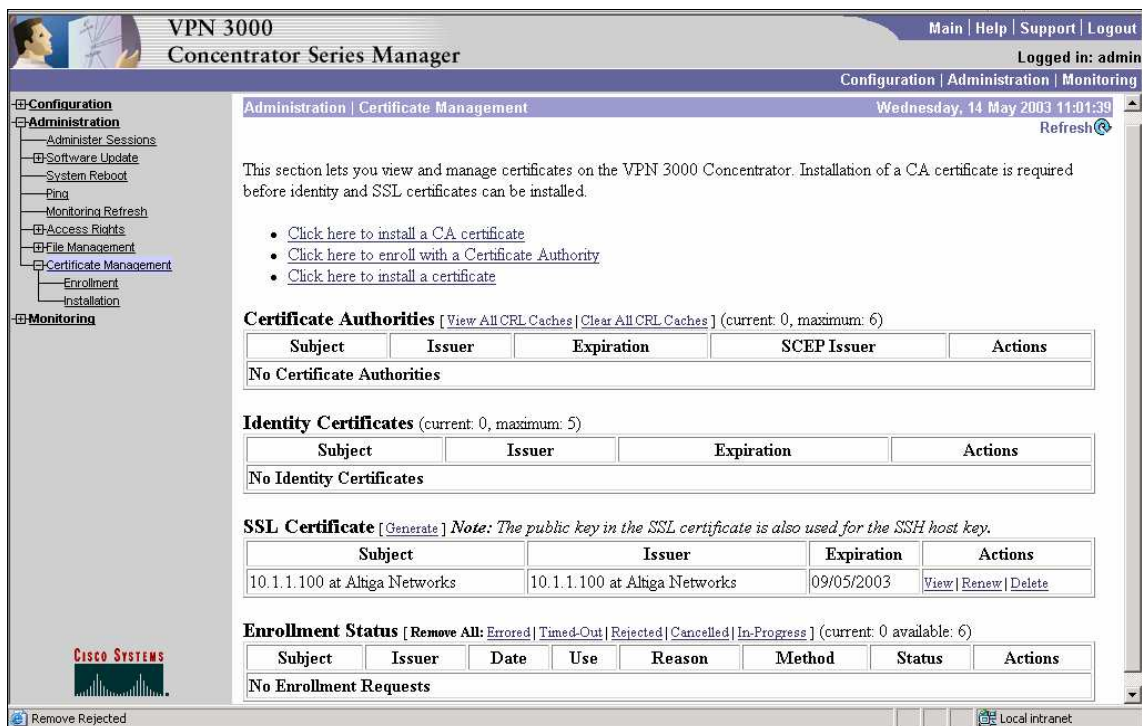 VPN 3000
Concentrator Series Manager
Main | Help | Support | Logout
Logged in: admin
Configuration | Administration | Monitoring
Configuration
Administration
Administer Sessions
Software Update
System Reboot
Ping
Monitoring Refresh
Access Rights
File Management
Certificate Management
Enrollment
Installation
Monitoring
Administration | Certificate Management
Wednesday, 14 May 2003 11:01:39
Refresh
This section lets you view and manage certificates on the VPN 3000 Concentrator. Installation of a CA certificate is required
before identity and SSL certificates can be installed.
• Click here to install a CA certificate
• Click here to enroll with a Certificate Authority
• Click here to install a certificate
Certificate Authorities [ View All CRL Caches | Clear All CRL Caches ] (current: 0, maximum: 6)
Subject Issuer Expiration SCEP Issuer Actions
No Certificate Authorities
Identity Certificates (current: 0, maximum: 5)
Subject Issuer Expiration Actions
No Identity Certificates
SSL Certificate [ Generate ] Note: The public key in the SSL certificate is also used for the SSH host key.
Subject Issuer Expiration Actions
10.1.1.100 at Altiga Networks 10.1.1.100 at Altiga Networks 09/05/2003 View | Renew | Delete
Enrollment Status [ Remove All: Errored | Timed-Out | Rejected | Cancelled | In-Progress ] (current: 0 available: 6)
Subject Issuer Date Use Reason Method Status Actions
No Enrollment Requests
CISCO SYSTEMS
Remove Rejected
Local intranet